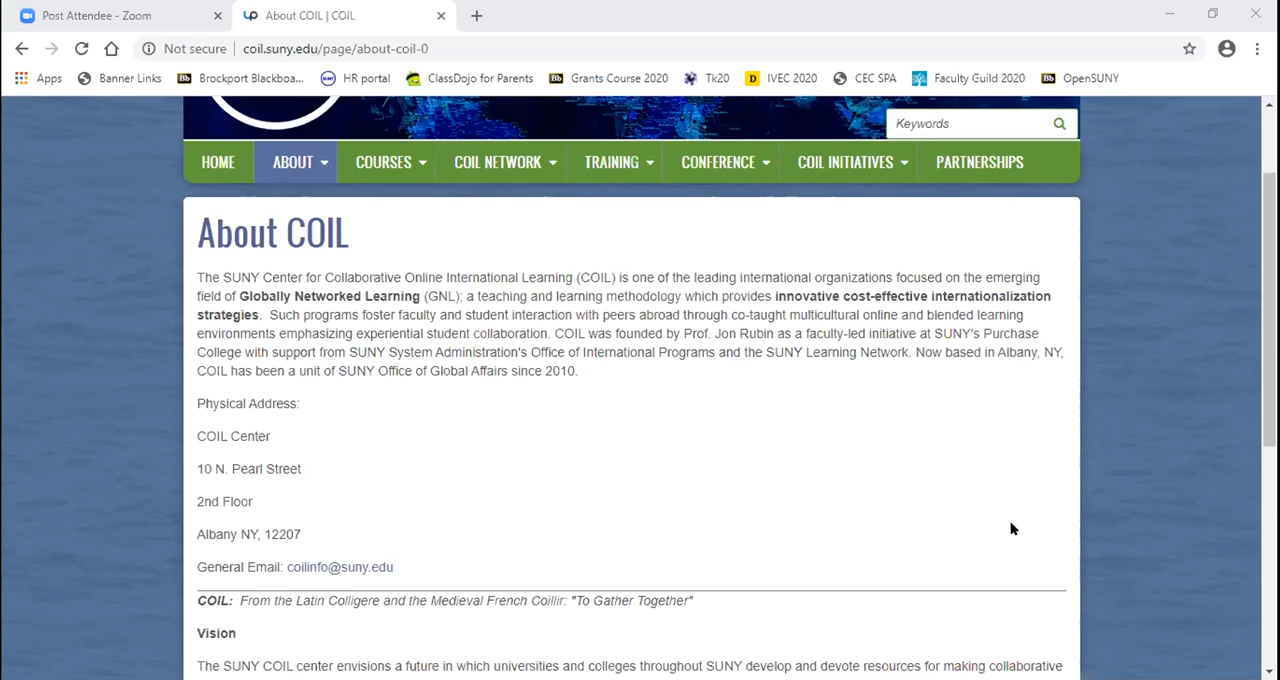 Post Attendee - Zoom
About COIL | COIL
Not secure
coil.suny.edu/page/about-coil-0
Apps
Banner Links
Brockport Blackboa...
HR portal
ClassDojo for Parents
Grants Course 2020
Tk20
IVEC 2020
CEC SPA
Faculty Guild 2020
OpenSUNY
Keywords
HOME
ABOUT
COURSES
COIL NETWORK
TRAINING
CONFERENCE
COIL INITIATIVES
PARTNERSHIPS
About COIL
The SUNY Center for Collaborative Online International Learning (COIL) is one of the leading international organizations focused on the emerging
field of Globally Networked Learning (GNL); a teaching and learning methodology which provides innovative cost-effective internationalization
strategies. Such programs foster faculty and student interaction with peers abroad through co-taught multicultural online and blended learning
environments emphasizing experiential student collaboration. COIL was founded by Prof. Jon Rubin as a faculty-led initiative at SUNY's Purchase
College with support from SUNY System Administration's Office of International Programs and the SUNY Learning Network. Now based in Albany, NY,
COIL has been a unit of SUNY Office of Global Affairs since 2010.
Physical Address:
COIL Center
10 N. Pearl Street
2nd Floor
Albany NY, 12207
General Email: coilinfo@suny.edu
COIL: From the Latin Colligere and the Medieval French Coillir: "To Gather Together"
Vision
The SUNY COIL center envisions a future in which universities and colleges throughout SUNY develop and devote resources for making collaborative